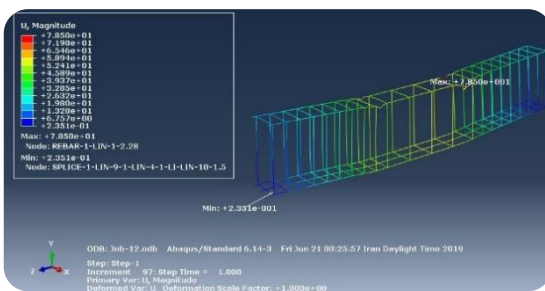 U, Magnitude
+7.850e+01
+7.198e+01
+6.546e+01
+5.894e+01
+5.241e+01
+4.589e+01
+3.937e+01
+3.285e+01
+2.632e+01
+1.980e+01
+1.328e+01
+6.757e+00
+2.351e-01
Max: +7.850e+01
Node: REBAR-1-LIN-1-2.28
Min: +2.351e-01
Node: SPLICE-1-LIN-9-1-LIN-4-1-LI-LIN-10-1.5
Max: +7.850e+001
Min: +2.351e-001
Y
Z X
ODB: Job-12.odb Abaqus/Standard 6.14-3 Fri Jun 21 00:25:57 Iran Daylight Time 2019
Step: Step-1
Increment 97: Step Time = 1.000
Primary Var: U, Magnitude
Deformed Var: U Deformation Scale Factor: +1.000e+00